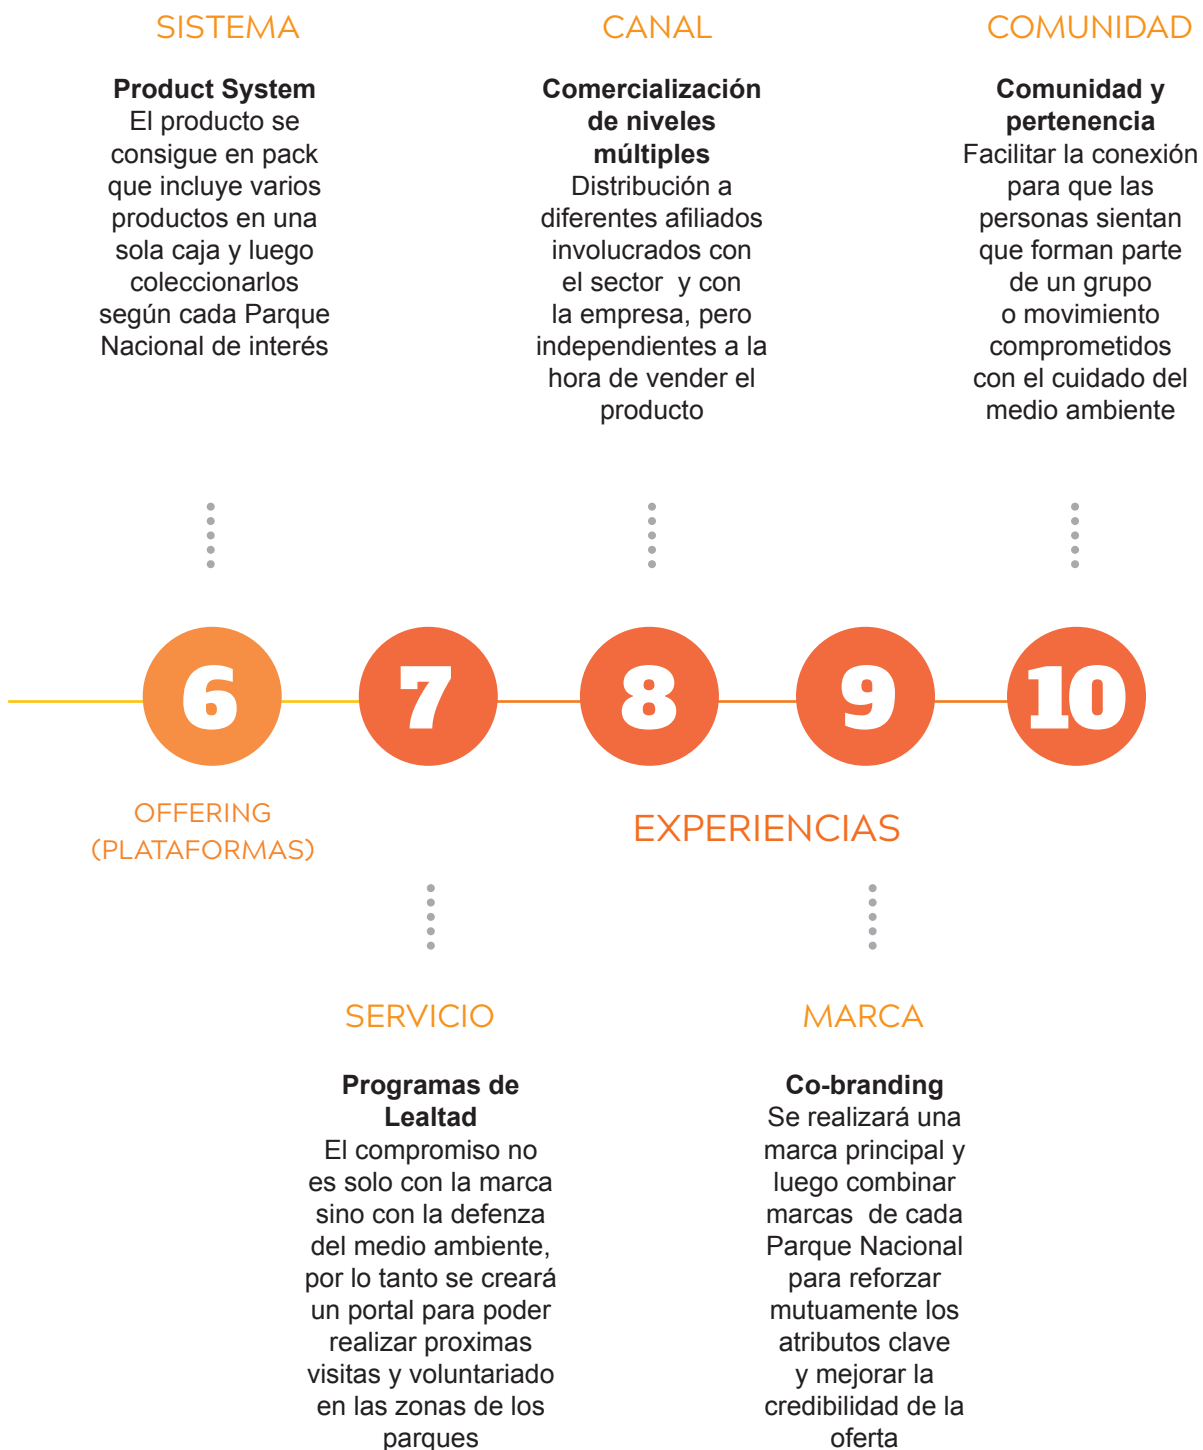 SISTEMA
Product System
El producto se
consigue en pack
que incluye varios
productos en una
sola caja y luego
coleccionarlos
según cada Parque
Nacional de interés
CANAL
Comercialización
de niveles
múltiples
Distribución a
diferentes afiliados
involucrados con
el sector y con
la empresa, pero
independientes a la
hora de vender el
producto
COMUNIDAD
Comunidad y
pertenencia
Facilitar la conexión
para que las
personas sientan
que forman parte
de un grupo
o movimiento
comprometidos
con el cuidado del
medio ambiente
6
7
8
9
10
OFFERING
(PLATAFORMAS)
EXPERIENCIAS
SERVICIO
Programas de
Lealtad
El compromiso no
es solo con la marca
sino con la defenza
del medio ambiente,
por lo tanto se creará
un portal para poder
realizar proximas
visitas y voluntariado
en las zonas de los
parques
MARCA
Co-branding
Se realizará una
marca principal y
luego combinar
marcas de cada
Parque Nacional
para reforzar
mutuamente los
atributos clave
y mejorar la
credibilidad de la
oferta